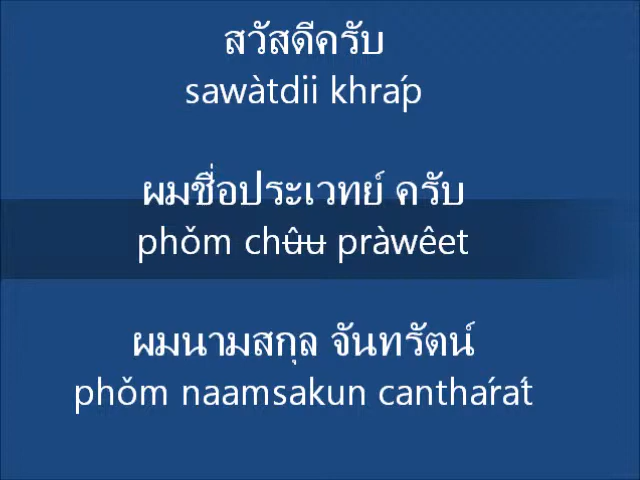 สวัสดีครับ
sawàtdii khráp
ผมชื่อประเวทย์ ครับ
phǒm chʉ̂ʉ pràwêet
ผมนามสกุล จันทรัตน์
phǒm naamsakun canthárát